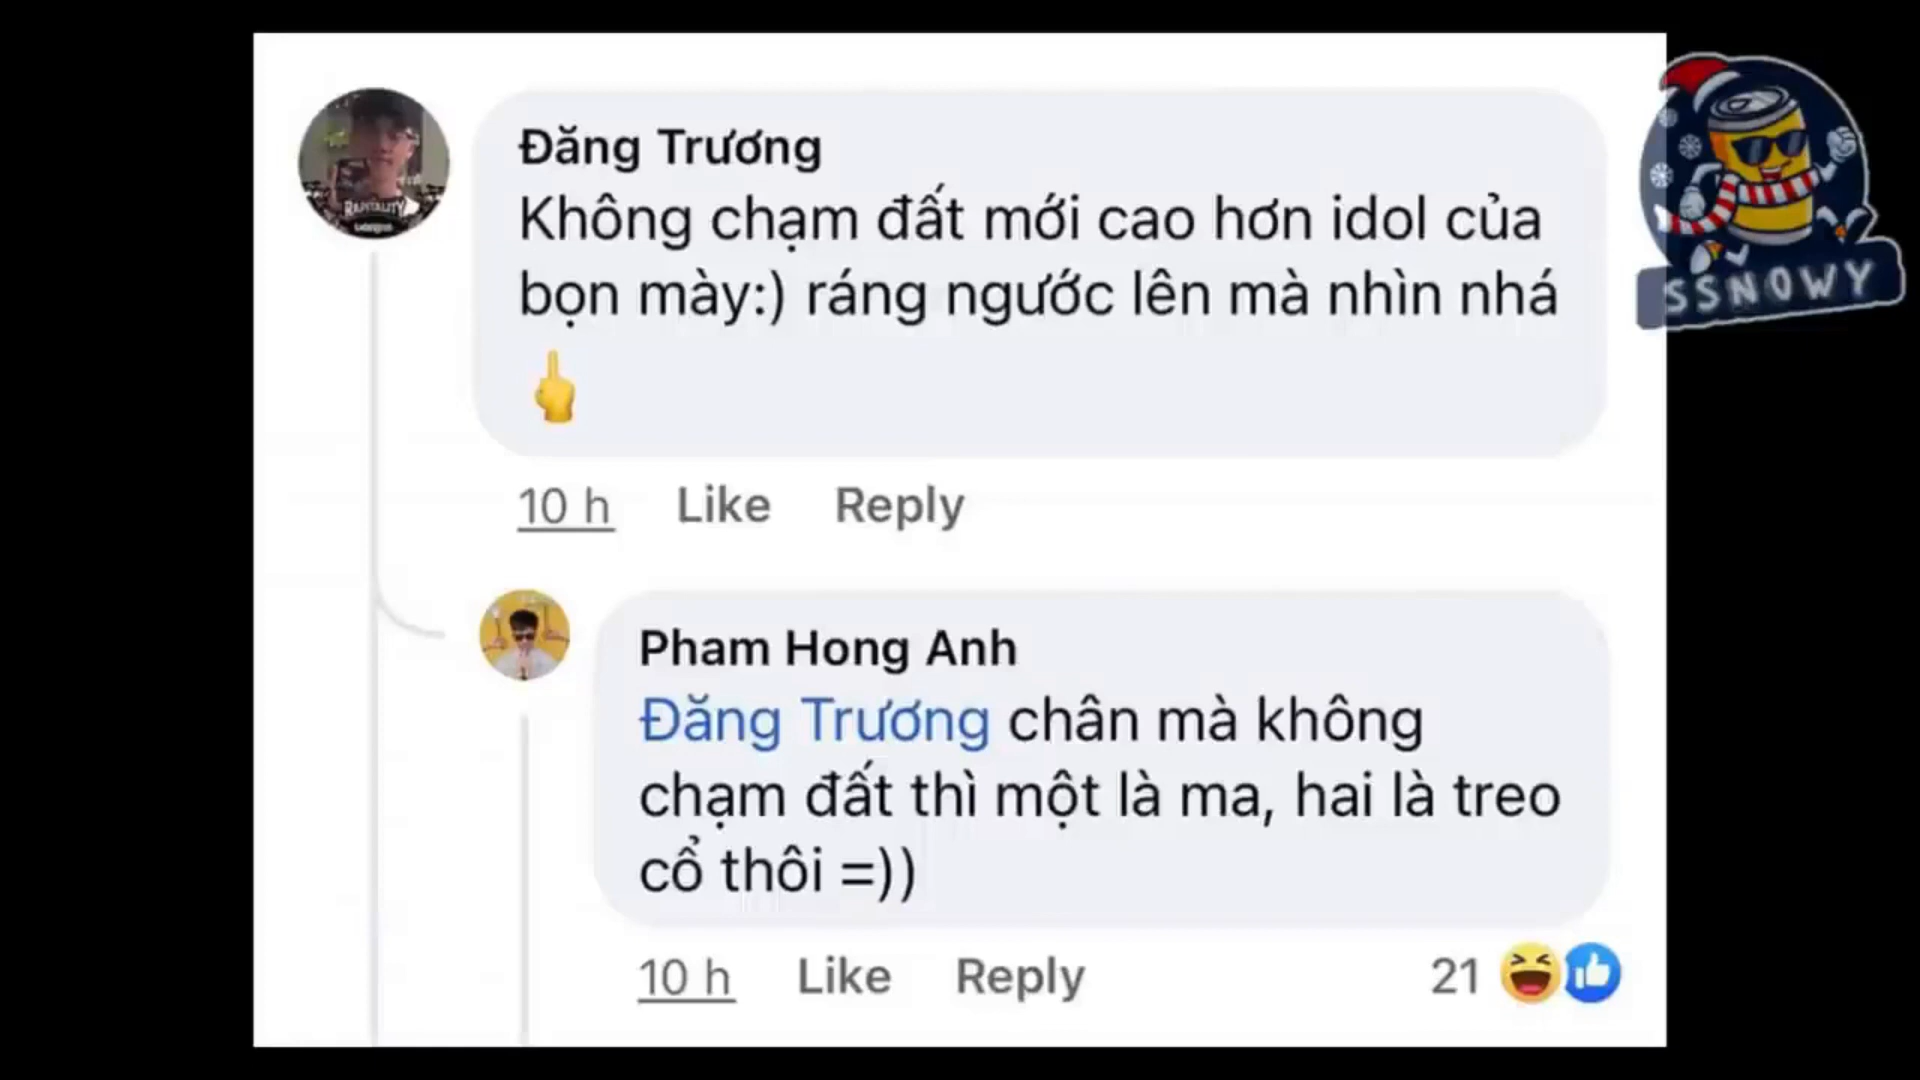 Đăng Trương
Không chạm đất mới cao hơn idol của
bọn mày:) ráng ngước lên mà nhìn nhá
🖕
10 h Like Reply
Pham Hong Anh
Đăng Trương chân mà không
chạm đất thì một là ma, hai là treo
cổ thôi =))
10 h Like Reply 21
SSNOWY
RAPITALITY